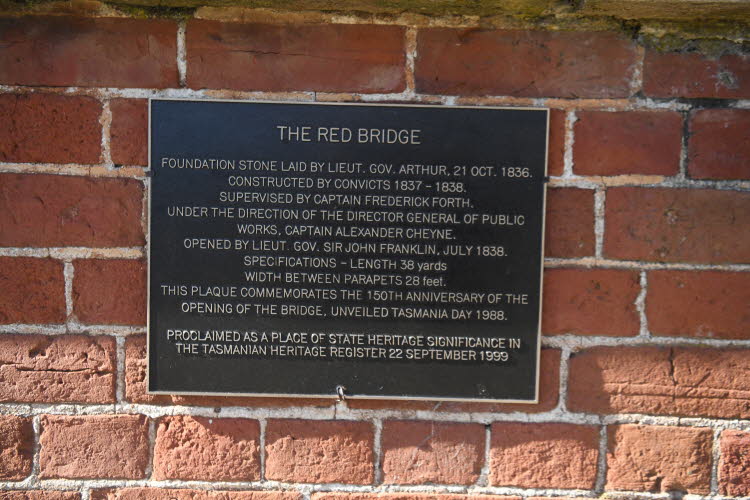 THE RED BRIDGE
FOUNDATION STONE LAID BY LIEUT. GOV. ARTHUR, 21 OCT. 1836.
CONSTRUCTED BY CONVICTS 1837 – 1838.
SUPERVISED BY CAPTAIN FREDERICK FORTH.
UNDER THE DIRECTION OF THE DIRECTOR GENERAL OF PUBLIC
WORKS, CAPTAIN ALEXANDER CHEYNE.
OPENED BY LIEUT. GOV. SIR JOHN FRANKLIN, JULY 1838.
SPECIFICATIONS – LENGTH 38 yards
WIDTH BETWEEN PARAPETS 28 feet.
THIS PLAQUE COMMEMORATES THE 150TH ANNIVERSARY OF THE
OPENING OF THE BRIDGE, UNVEILED TASMANIA DAY 1988.
PROCLAIMED AS A PLACE OF STATE HERITAGE SIGNIFICANCE IN
THE TASMANIAN HERITAGE REGISTER 22 SEPTEMBER 1999